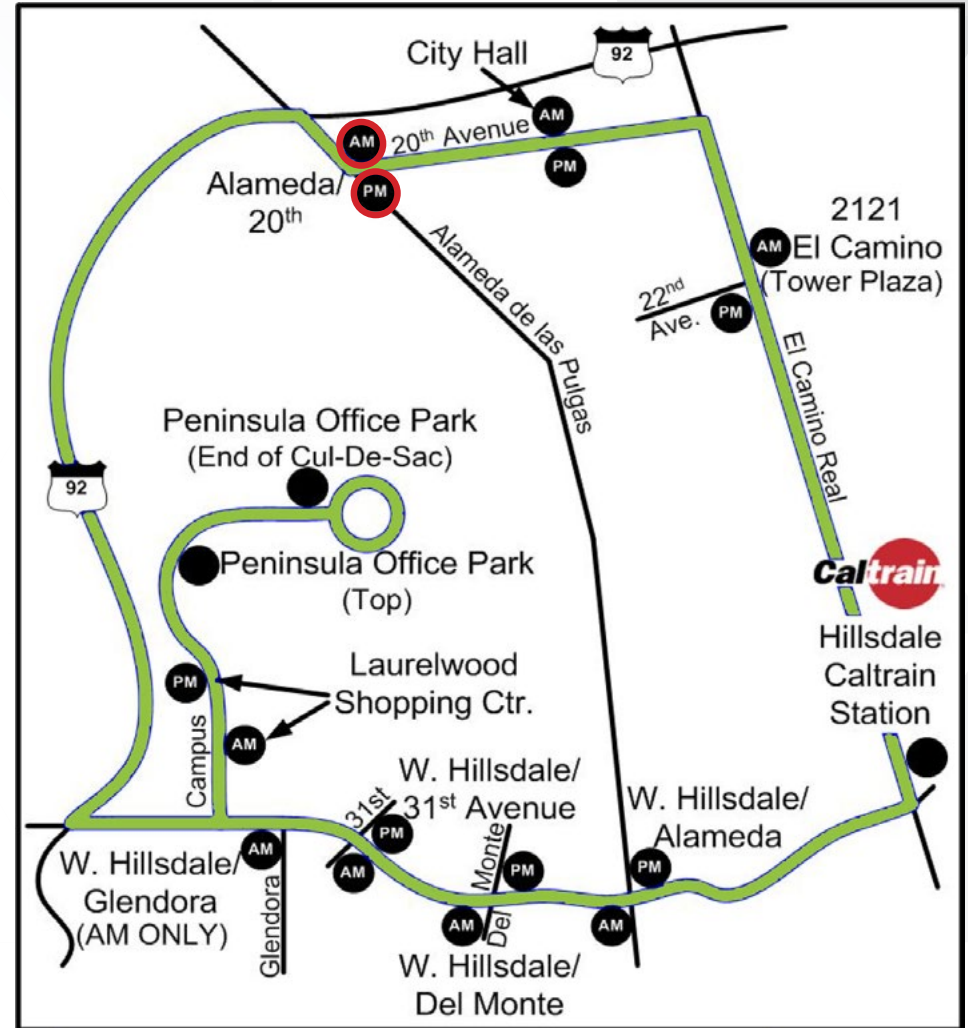 City Hall
92
AM
AM
20th Avenue
PM
PM
Alameda/
20th
2121
El Camino
(Tower Plaza)
AM
22nd
Ave.
PM
Alameda de las Pulgas
El Camino Real
Peninsula Office Park
(End of Cul-De-Sac)
92
Peninsula Office Park
(Top)
Caltrain
Hillsdale
Caltrain
Station
Laurelwood
Shopping Ctr.
PM
AM
Campus
W. Hillsdale/
31st Avenue
31st
PM
AM
W. Hillsdale/
Alameda
PM
AM
W. Hillsdale/
Glendora
(AM ONLY)
AM
Glendora
Del Monte
PM
AM
W. Hillsdale/
Del Monte